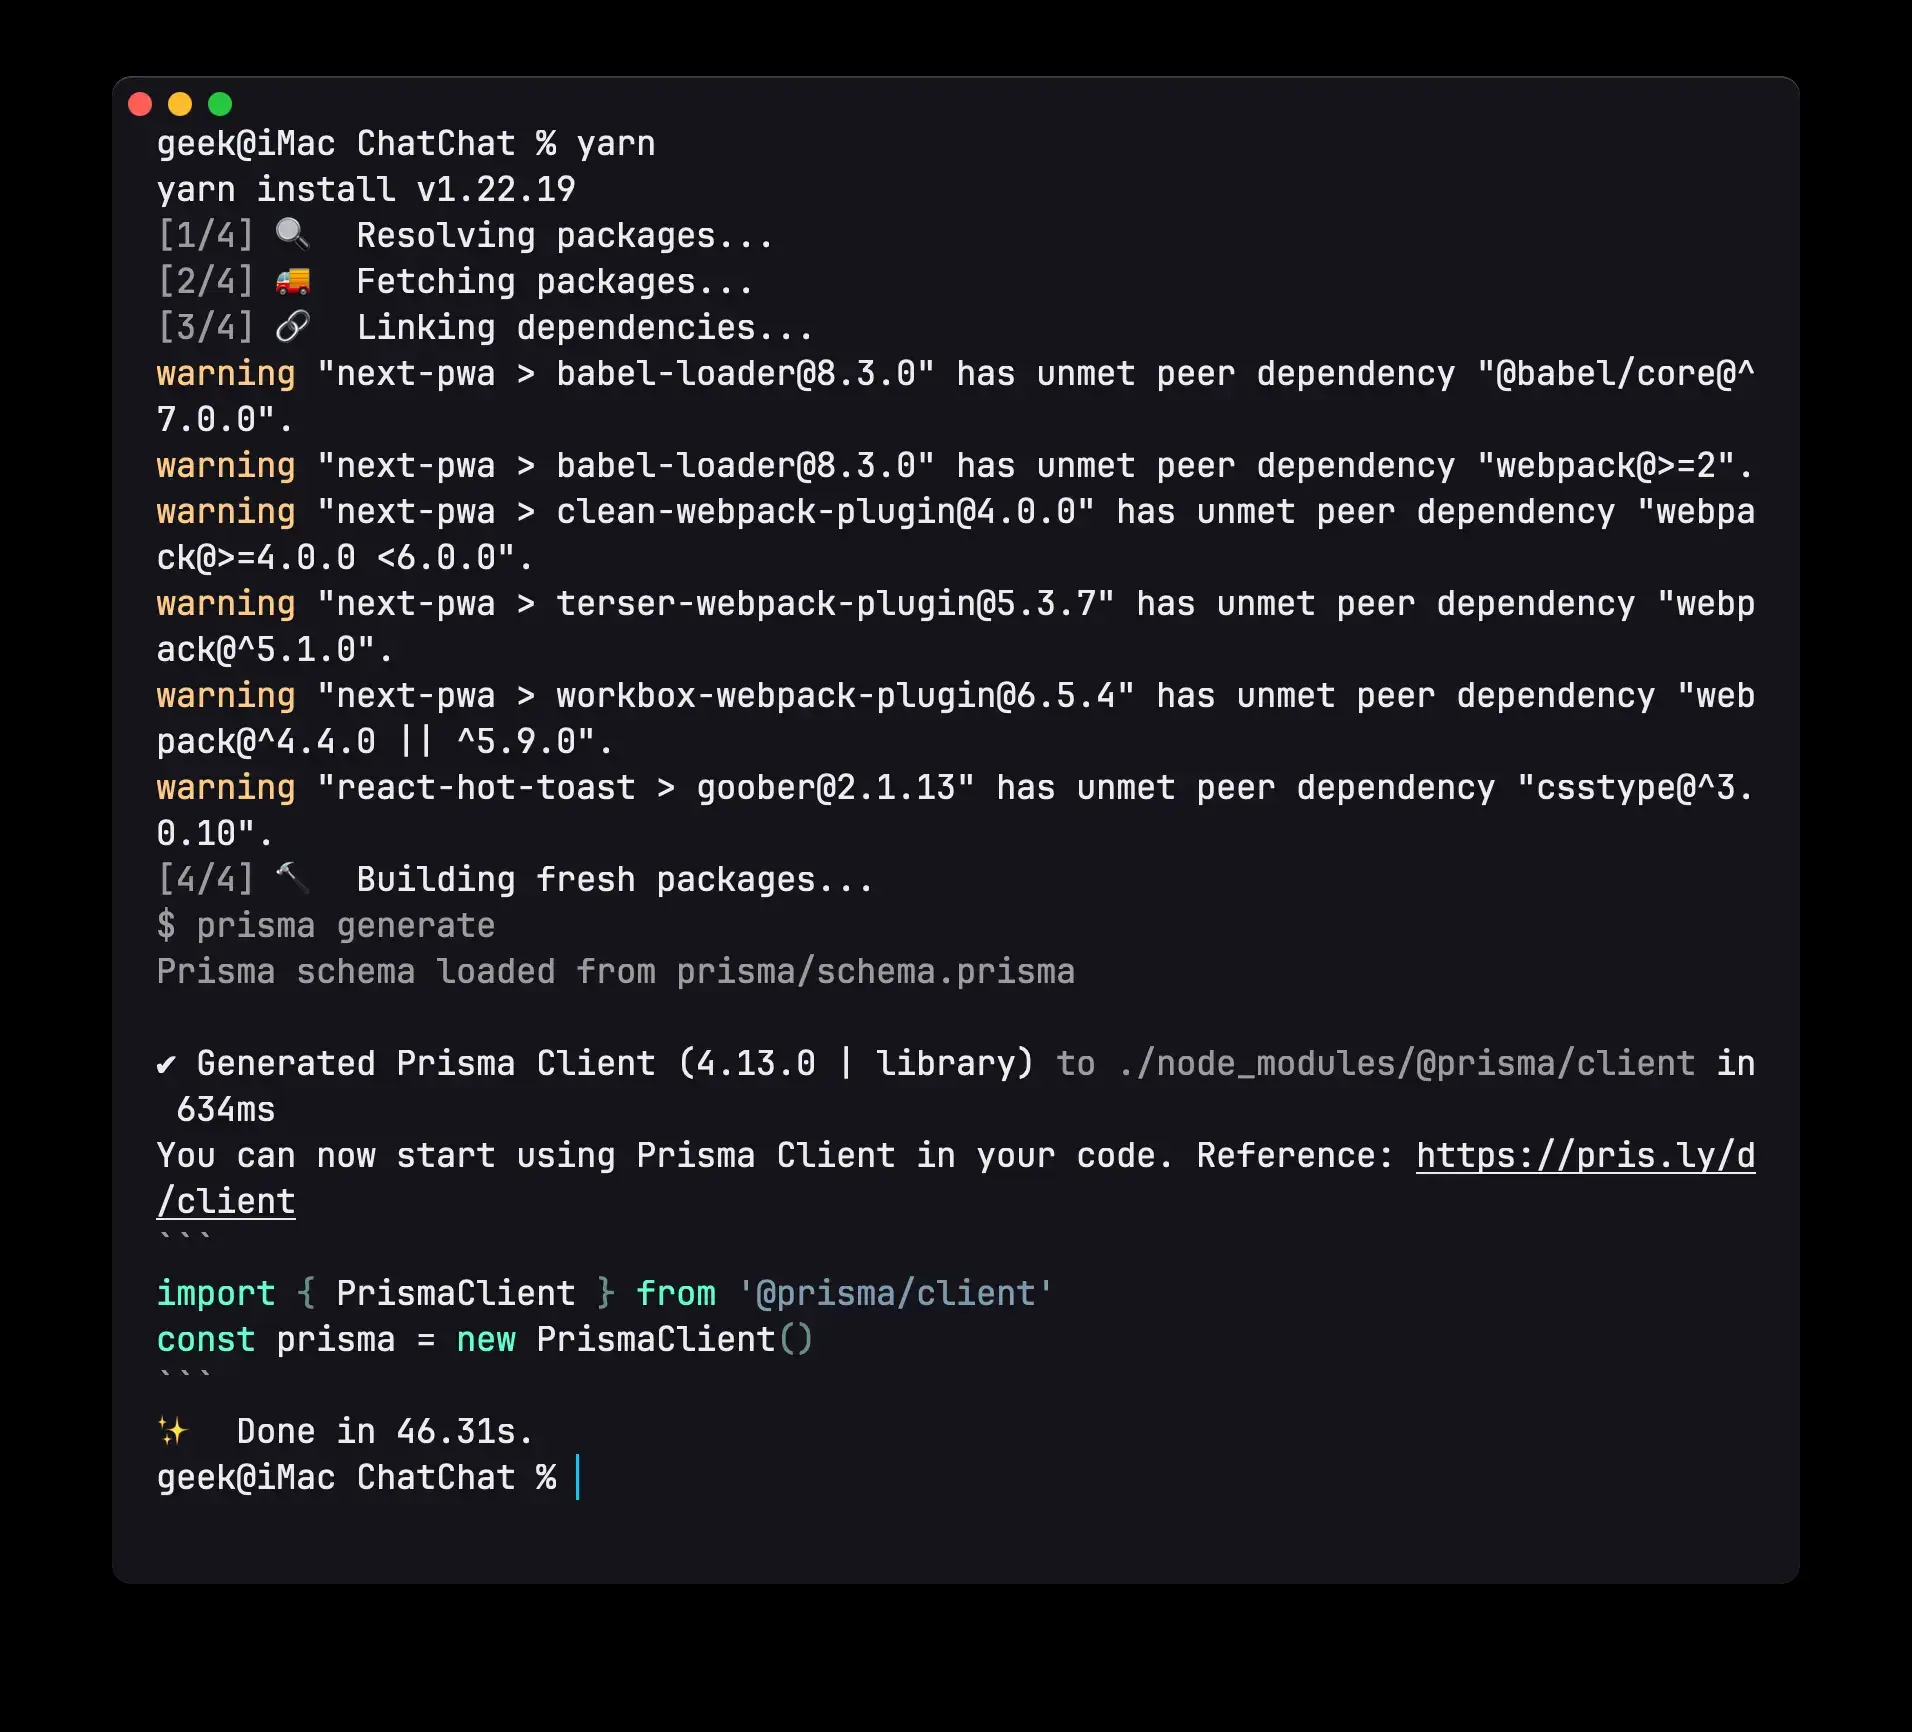 geek@iMac ChatChat % yarn
yarn install v1.22.19
[1/4] 🔍  Resolving packages...
[2/4] 🚚  Fetching packages...
[3/4] 🔗  Linking dependencies...
warning "next-pwa > babel-loader@8.3.0" has unmet peer dependency "@babel/core@^
7.0.0".
warning "next-pwa > babel-loader@8.3.0" has unmet peer dependency "webpack@>=2".
warning "next-pwa > clean-webpack-plugin@4.0.0" has unmet peer dependency "webpa
ck@>=4.0.0 <6.0.0".
warning "next-pwa > terser-webpack-plugin@5.3.7" has unmet peer dependency "webp
ack@^5.1.0".
warning "next-pwa > workbox-webpack-plugin@6.5.4" has unmet peer dependency "web
pack@^4.4.0 || ^5.9.0".
warning "react-hot-toast > goober@2.1.13" has unmet peer dependency "csstype@^3.
0.10".
[4/4] 🔨  Building fresh packages...
$ prisma generate
Prisma schema loaded from prisma/schema.prisma

✔ Generated Prisma Client (4.13.0 | library) to ./node_modules/@prisma/client in
 634ms
You can now start using Prisma Client in your code. Reference: https://pris.ly/d
/client
```
import { PrismaClient } from '@prisma/client'
const prisma = new PrismaClient()
```
✨  Done in 46.31s.
geek@iMac ChatChat %